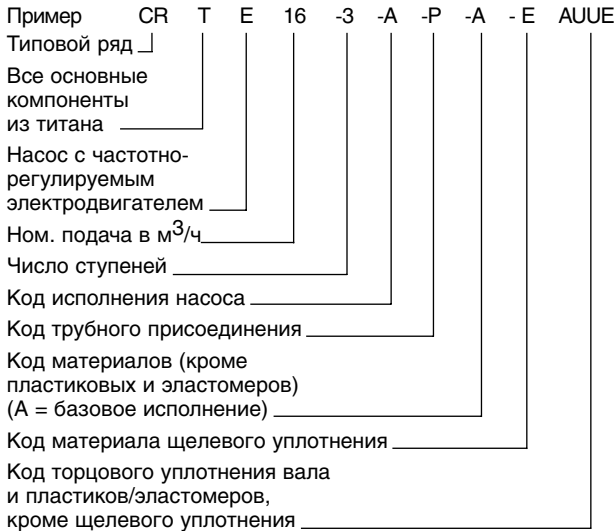 Пример CR T E 16 -3 -A -P -A - E AUUE
Типовой ряд
Все основные
компоненты
из титана
Насос с частотно-
регулируемым
электродвигателем
Ном. подача в м3/ч
Число ступеней
Код исполнения насоса
Код трубного присоединения
Код материалов (кроме
пластиковых и эластомеров)
(А = базовое исполнение)
Код материала щелевого уплотнения
Код торцового уплотнения вала
и пластиков/эластомеров,
кроме щелевого уплотнения